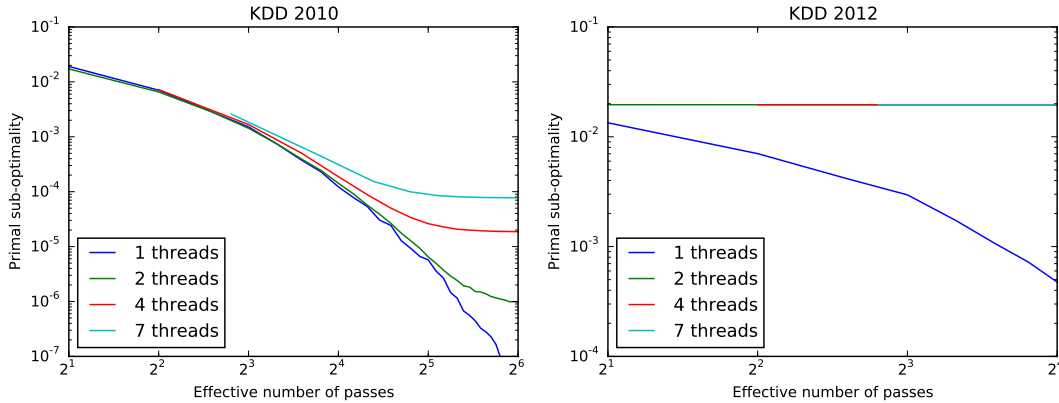 KDD 2010
Primal sub-optimality
10^-1
10^-2
10^-3
10^-4
10^-5
10^-6
10^-7
1 threads
2 threads
4 threads
7 threads
2^1
2^2
2^3
2^4
2^5
2^6
Effective number of passes
KDD 2012
Primal sub-optimality
10^-1
10^-2
10^-3
10^-4
1 threads
2 threads
4 threads
7 threads
2^1
2^2
2^3
Effective number of passes